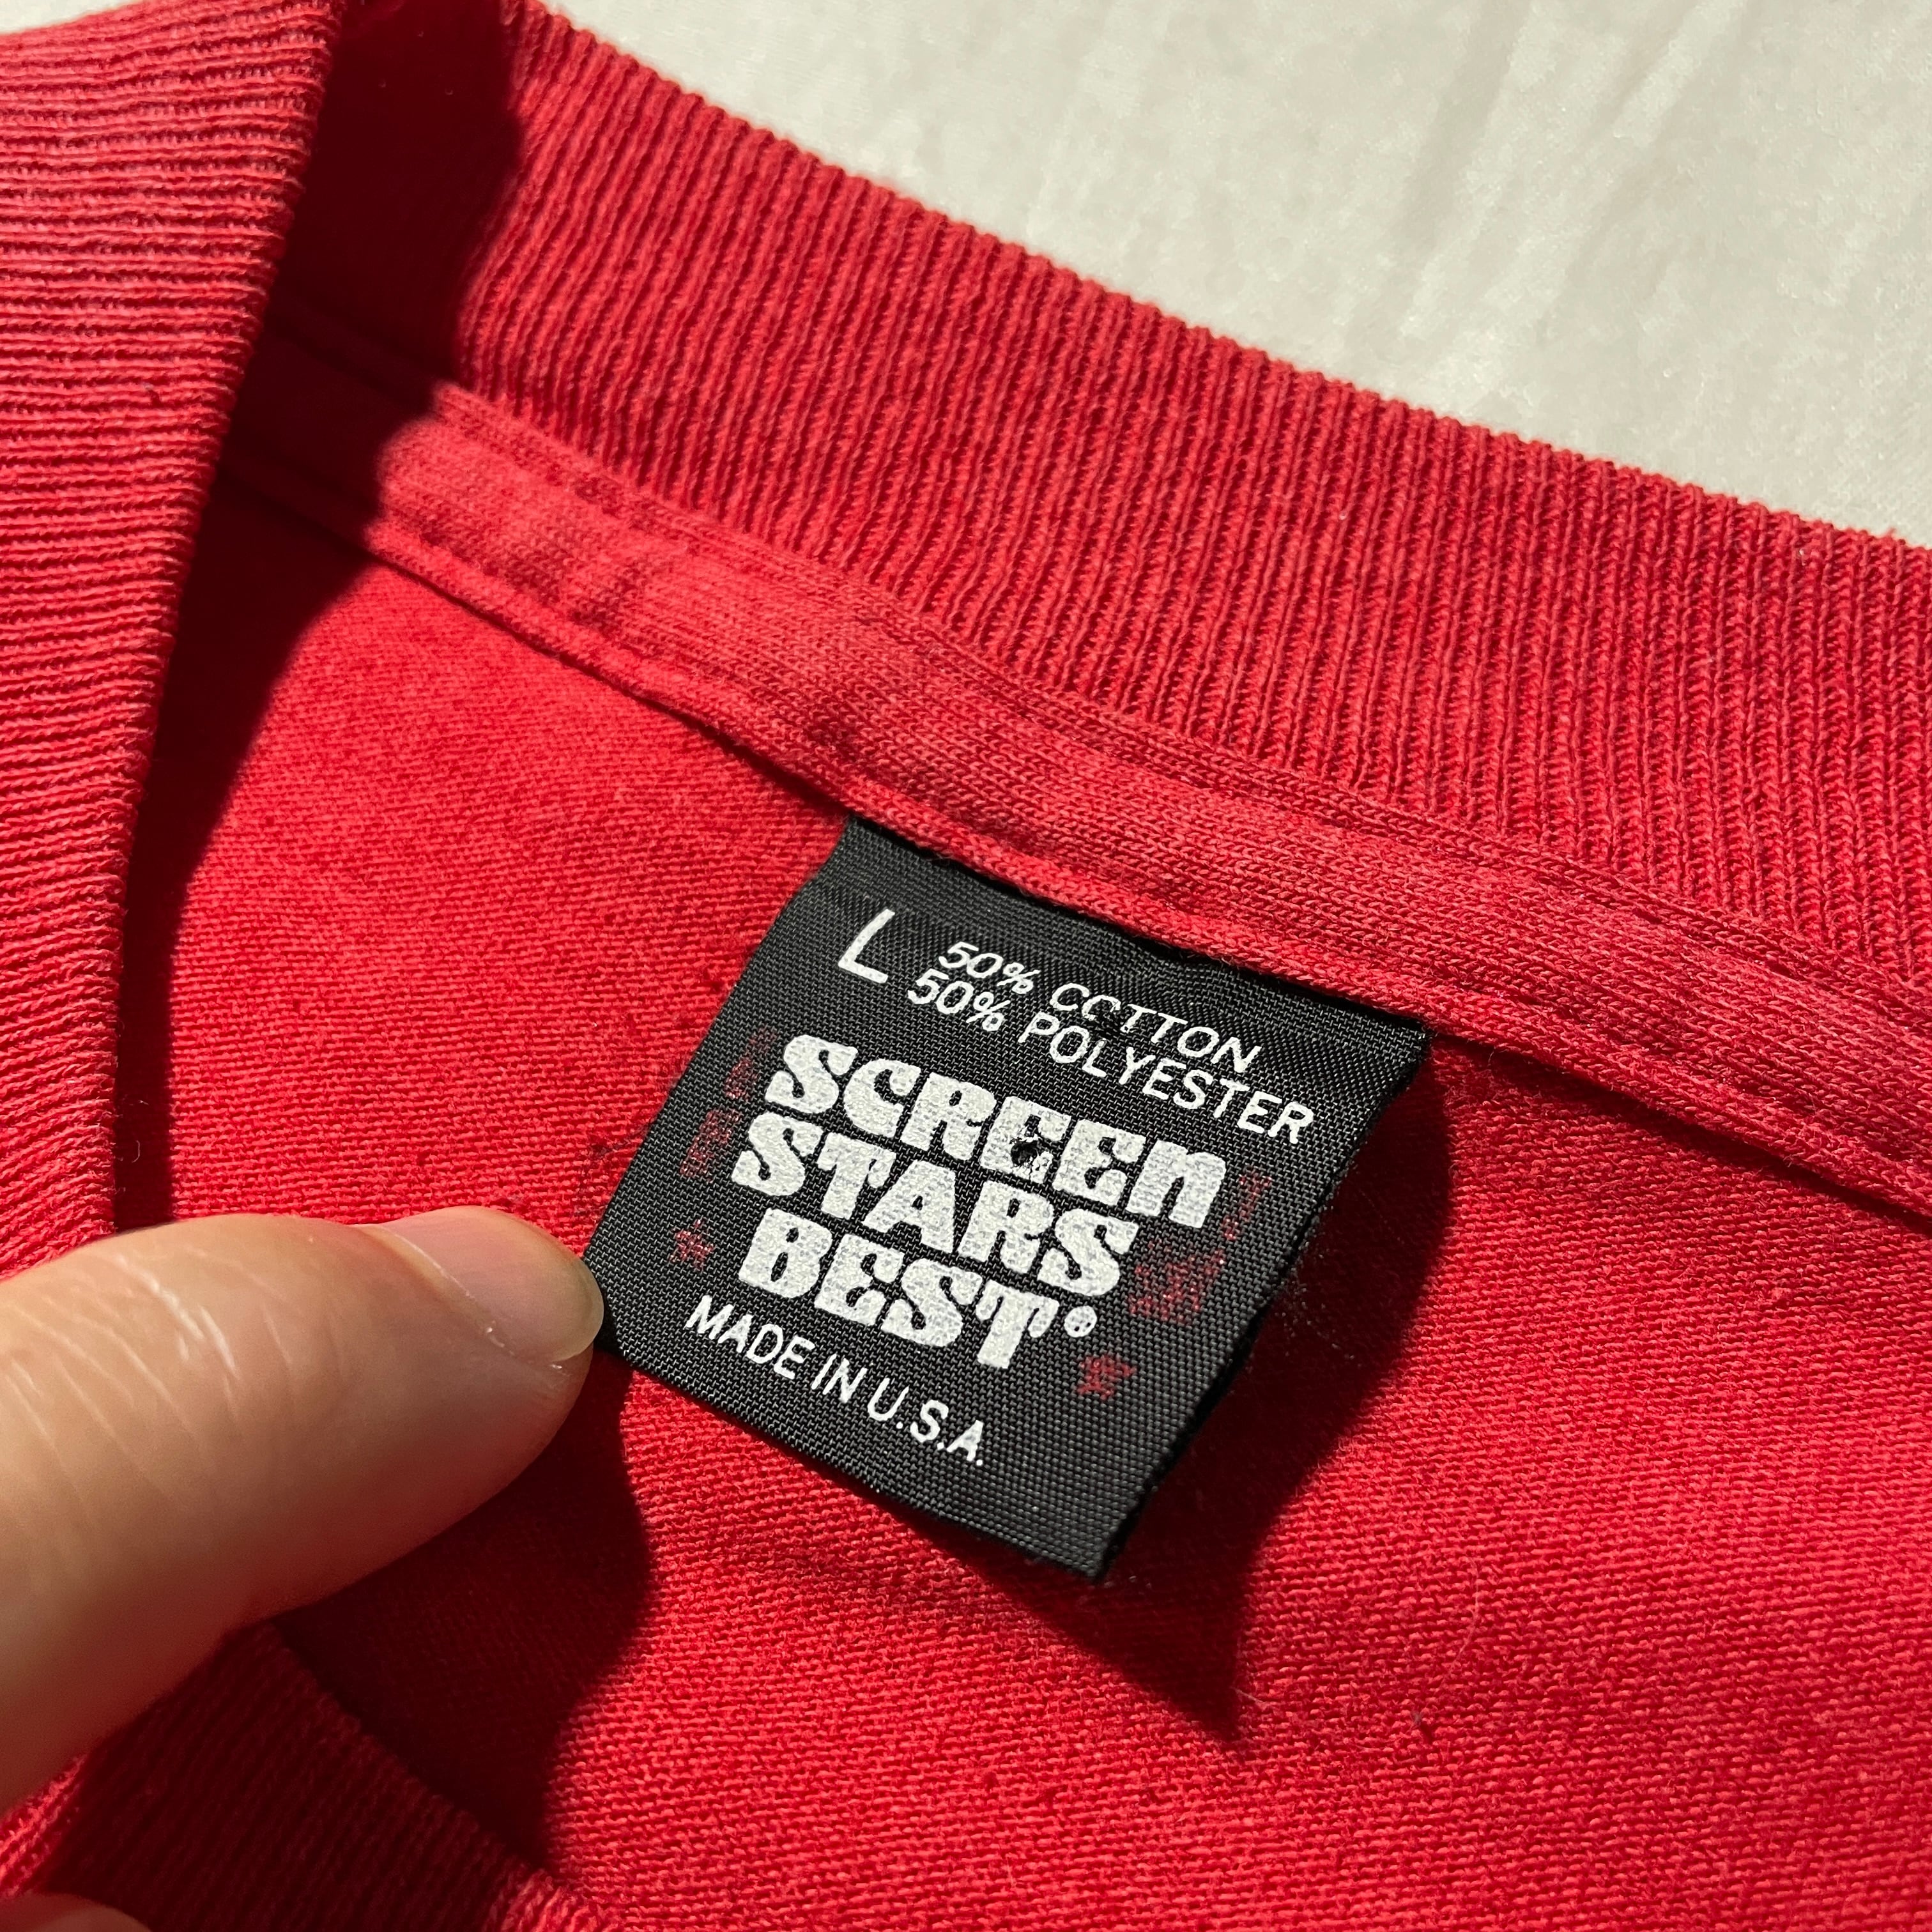 L
50% COTTON
50% POLYESTER
SCREEN
STARS
BEST®
MADE IN U.S.A.